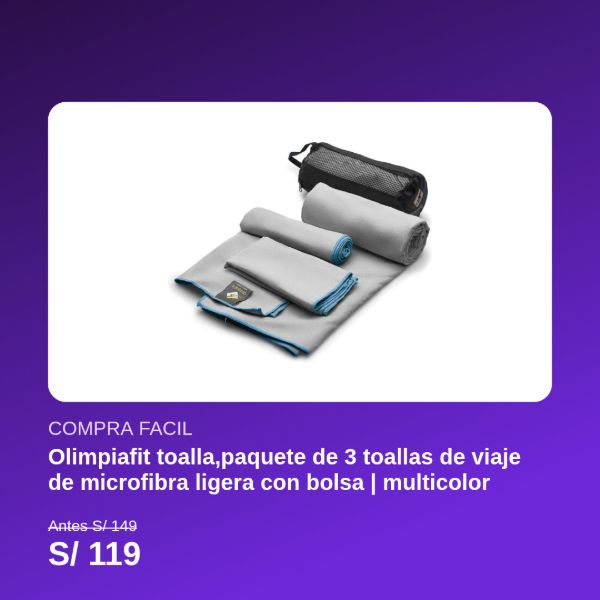 COMPRA FACIL
Olimpiafit toalla,paquete de 3 toallas de viaje
de microfibra ligera con bolsa | multicolor
Antes S/ 149
S/ 119